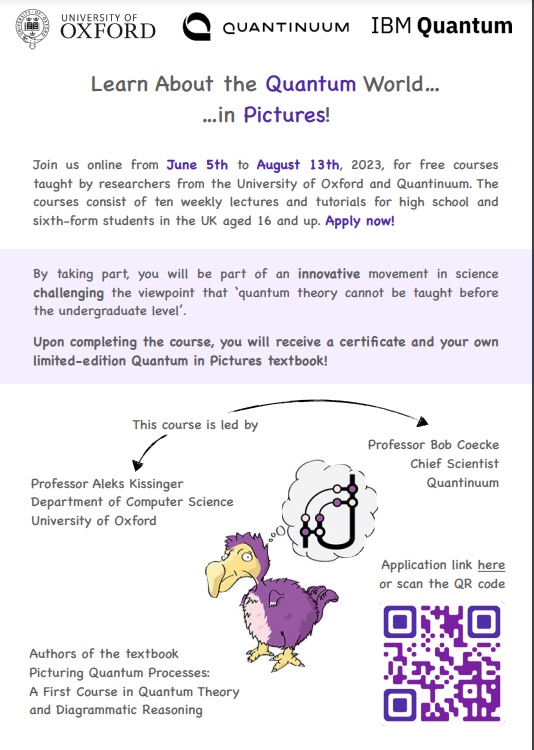 UNIVERSITY OF
OXFORD
QUANTINUUM
IBM Quantum
Learn About the Quantum World...
...in Pictures!
Join us online from June 5th to August 13th, 2023, for free courses
taught by researchers from the University of Oxford and Quantinuum. The
courses consist of ten weekly lectures and tutorials for high school and
sixth-form students in the UK aged 16 and up. Apply now!
By taking part, you will be part of an innovative movement in science
challenging the viewpoint that 'quantum theory cannot be taught before
the undergraduate level'.
Upon completing the course, you will receive a certificate and your own
limited-edition Quantum in Pictures textbook!
This course is led by
Professor Bob Coecke
Chief Scientist
Quantinuum
Professor Aleks Kissinger
Department of Computer Science
University of Oxford
Application link here
or scan the QR code
Authors of the textbook
Picturing Quantum Processes:
A First Course in Quantum Theory
and Diagrammatic Reasoning